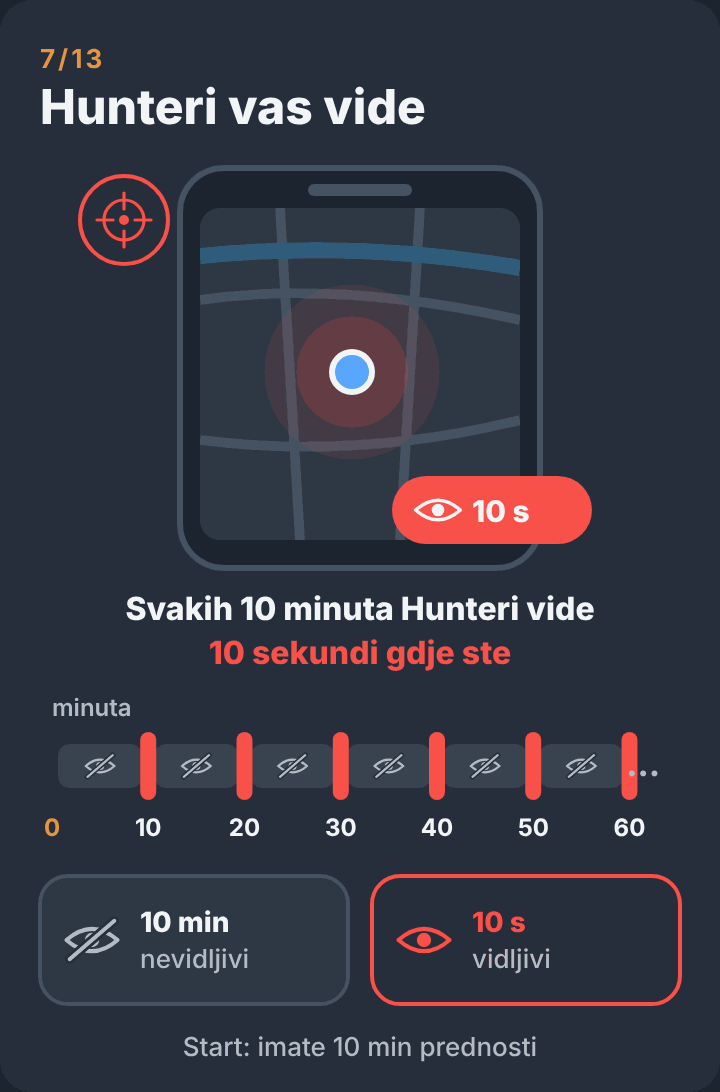 7/13
Hunteri vas vide
10 s
Svakih 10 minuta Hunteri vide
10 sekundi gdje ste
minuta
...
0 10 20 30 40 50 60
10 min
nevidljivi
10 s
vidljivi
Start: imate 10 min prednosti